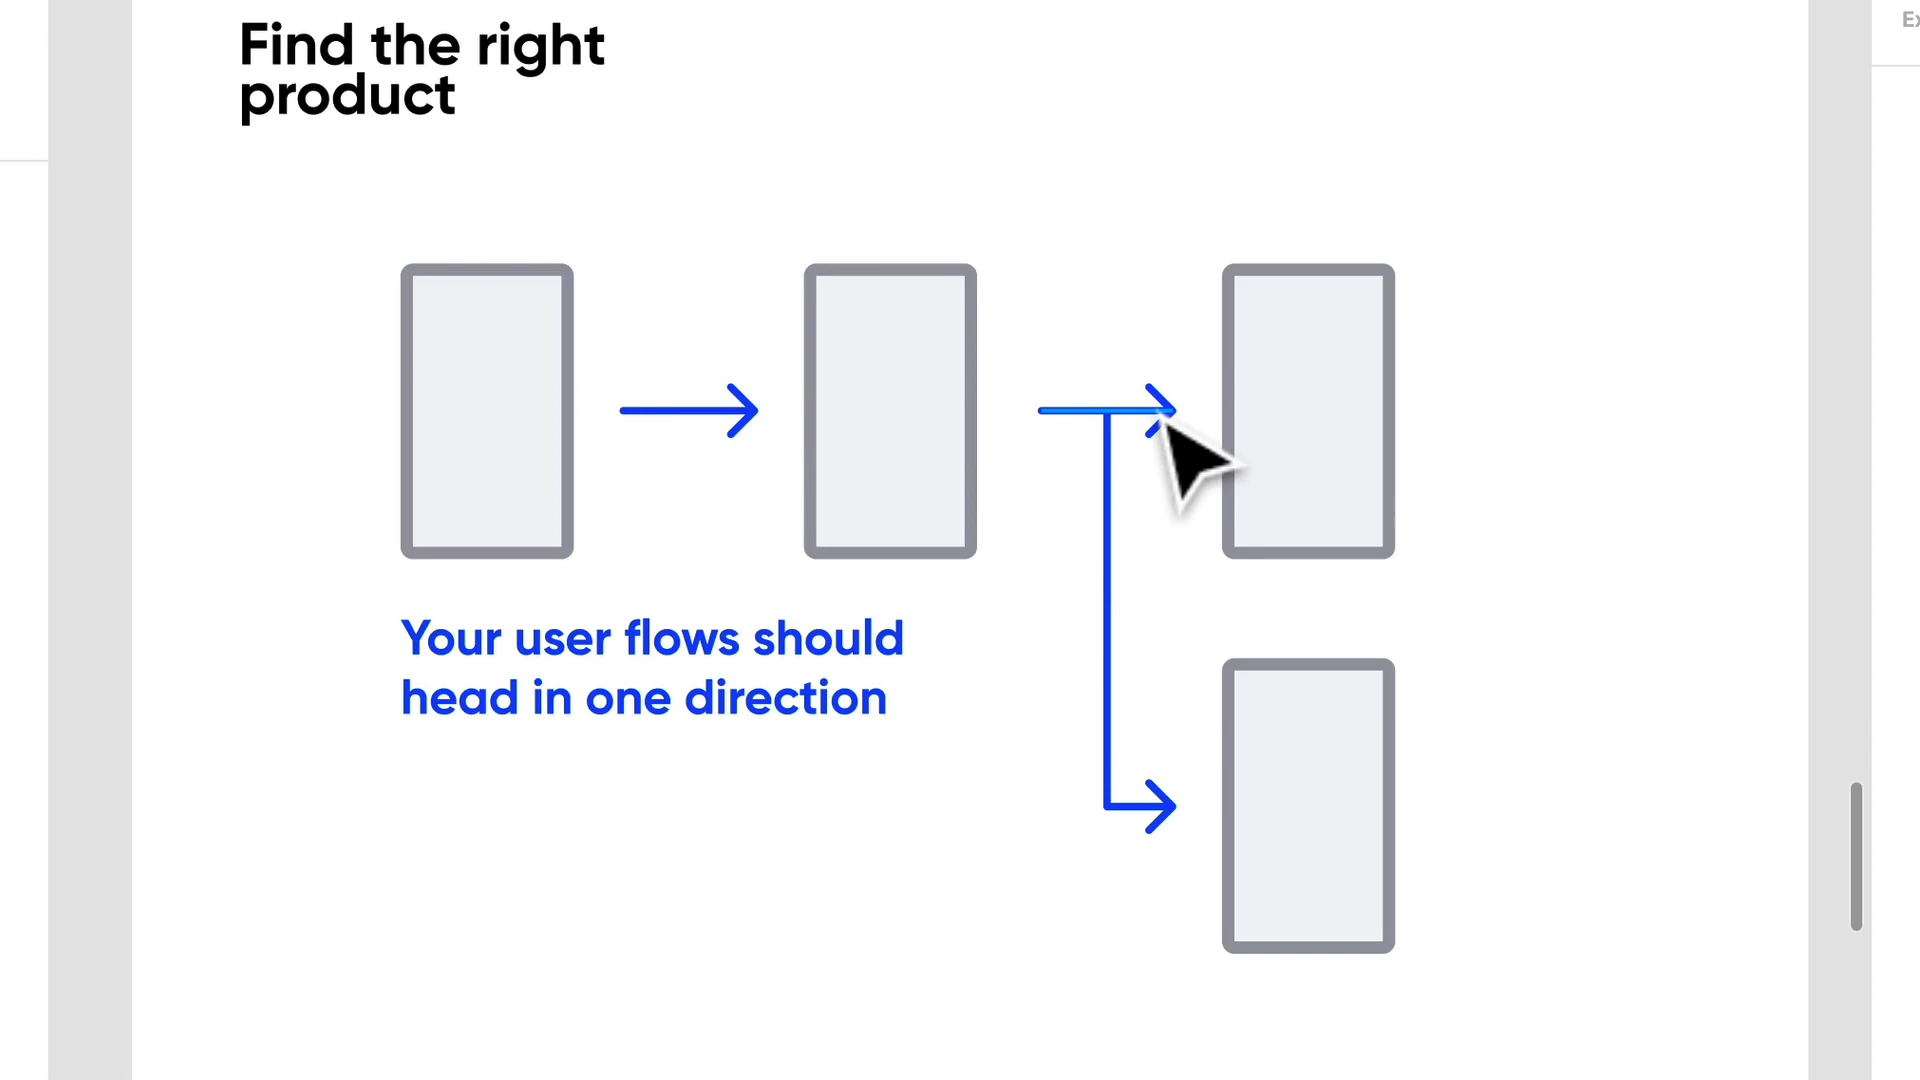 Find the right
product
Your user flows should
head in one direction